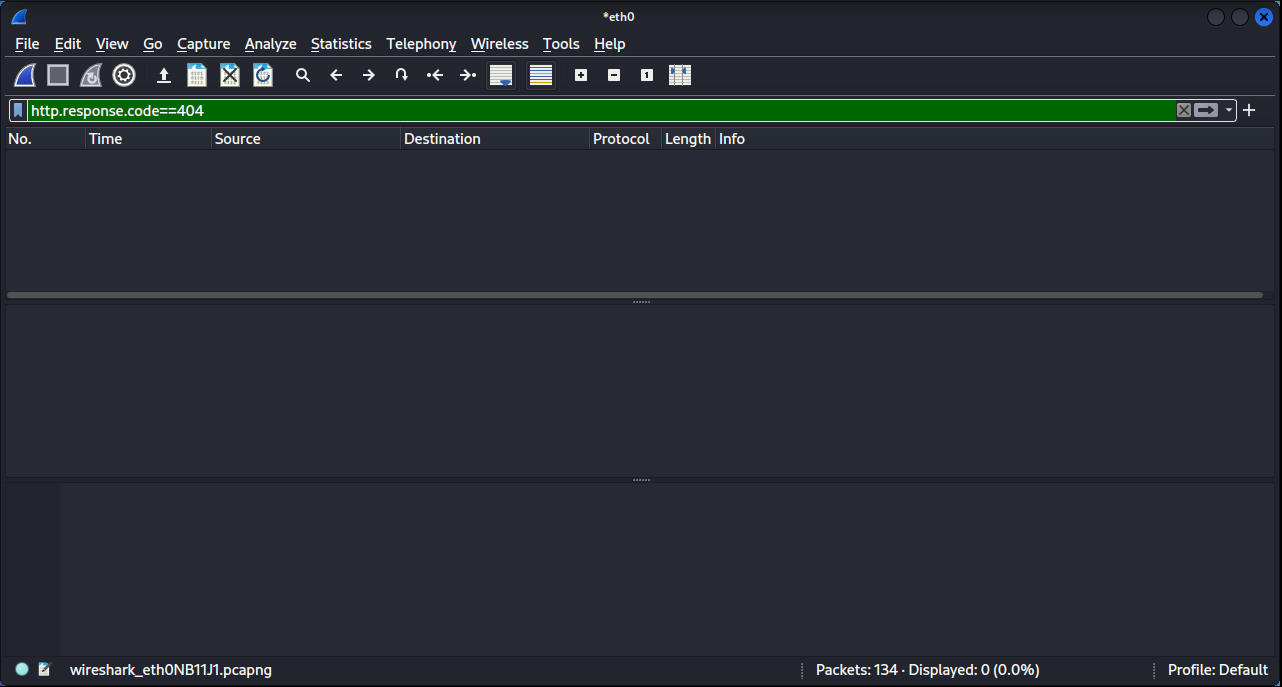 *eth0
File Edit View Go Capture Analyze Statistics Telephony Wireless Tools Help
http.response.code==404
No. Time Source Destination Protocol Length Info
wireshark_eth0NB11J1.pcapng Packets: 134 · Displayed: 0 (0.0%) Profile: Default